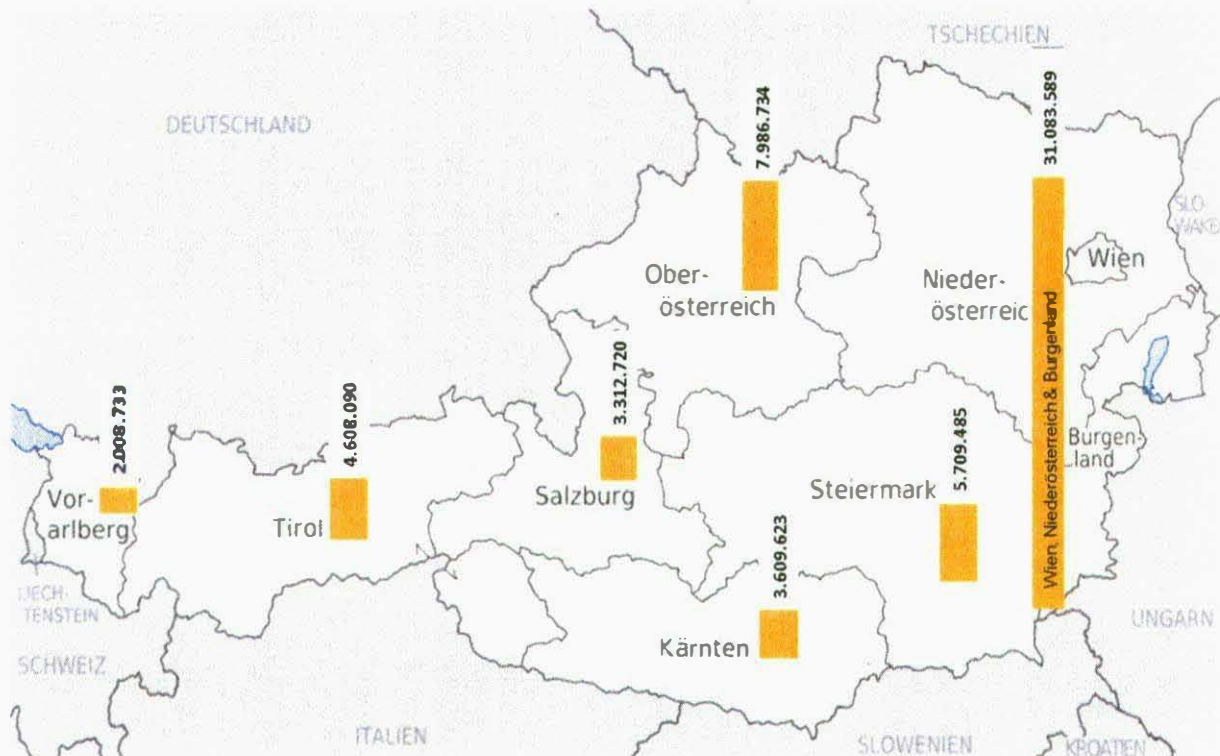 TSCHECHIEN
DEUTSCHLAND
7.986.734
31.083.589
SLO
WAKE
Wien
Ober-
österreich
Nieder-
österreic
3.312.720
2.008.733
4.608.090
5.709.485
Wien, Niederösterreich & Burgenland
Burgen-
land
Vor-
arlberg
Tirol
Salzburg
Steiermark
3.609.623
Kärnten
LIECH-
TENSTEIN
UNGARN
SCHWEIZ
ITALIEN
SLOWENIEN
KROATIEN